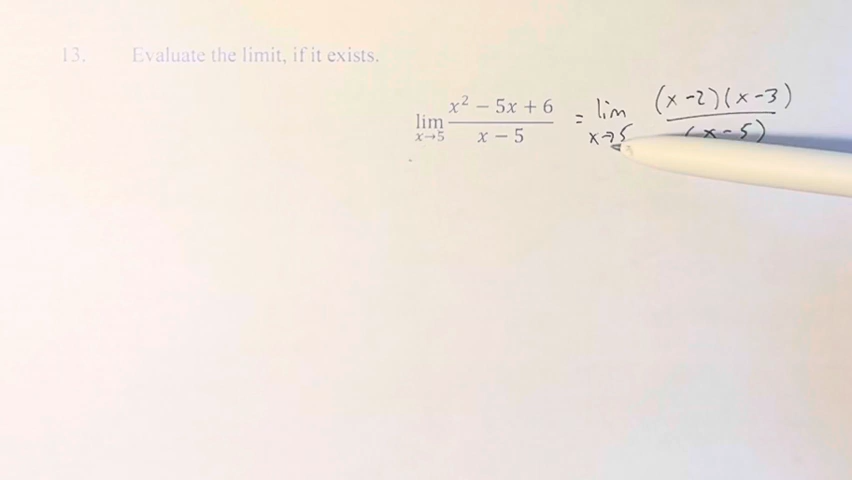 13. Evaluate the limit, if it exists.
lim x→5 x² − 5x + 6 / x − 5 = lim x→5 (x-2)(x-3) / (x-5)